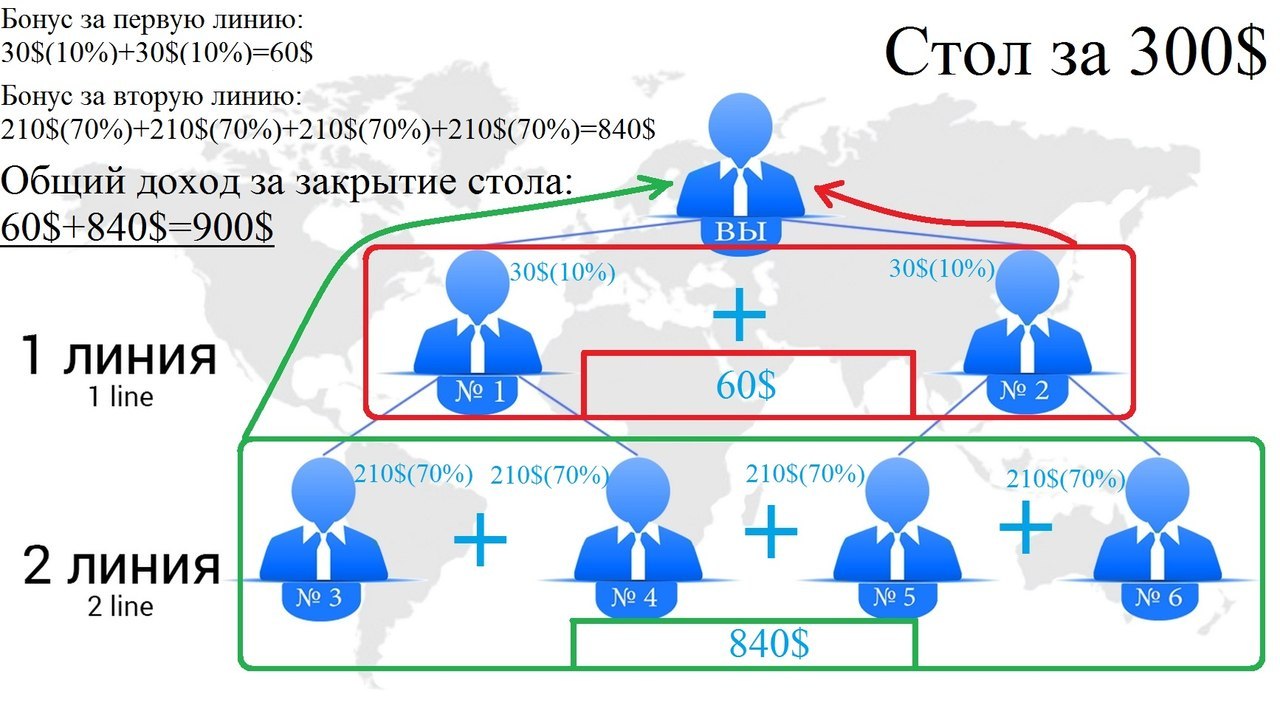 Бонус за первую линию:
30$(10%)+30$(10%)=60$
Бонус за вторую линию:
210$(70%)+210$(70%)+210$(70%)+210$(70%)=840$
Общий доход за закрытие стола:
60$+840$=900$
Стол за 300$
ВЫ
1 линия
1 line
30$(10%)
+
30$(10%)
60$
№ 1
№ 2
2 линия
2 line
210$(70%)
+
210$(70%)
+
210$(70%)
+
210$(70%)
№ 3
№ 4
№ 5
№ 6
840$